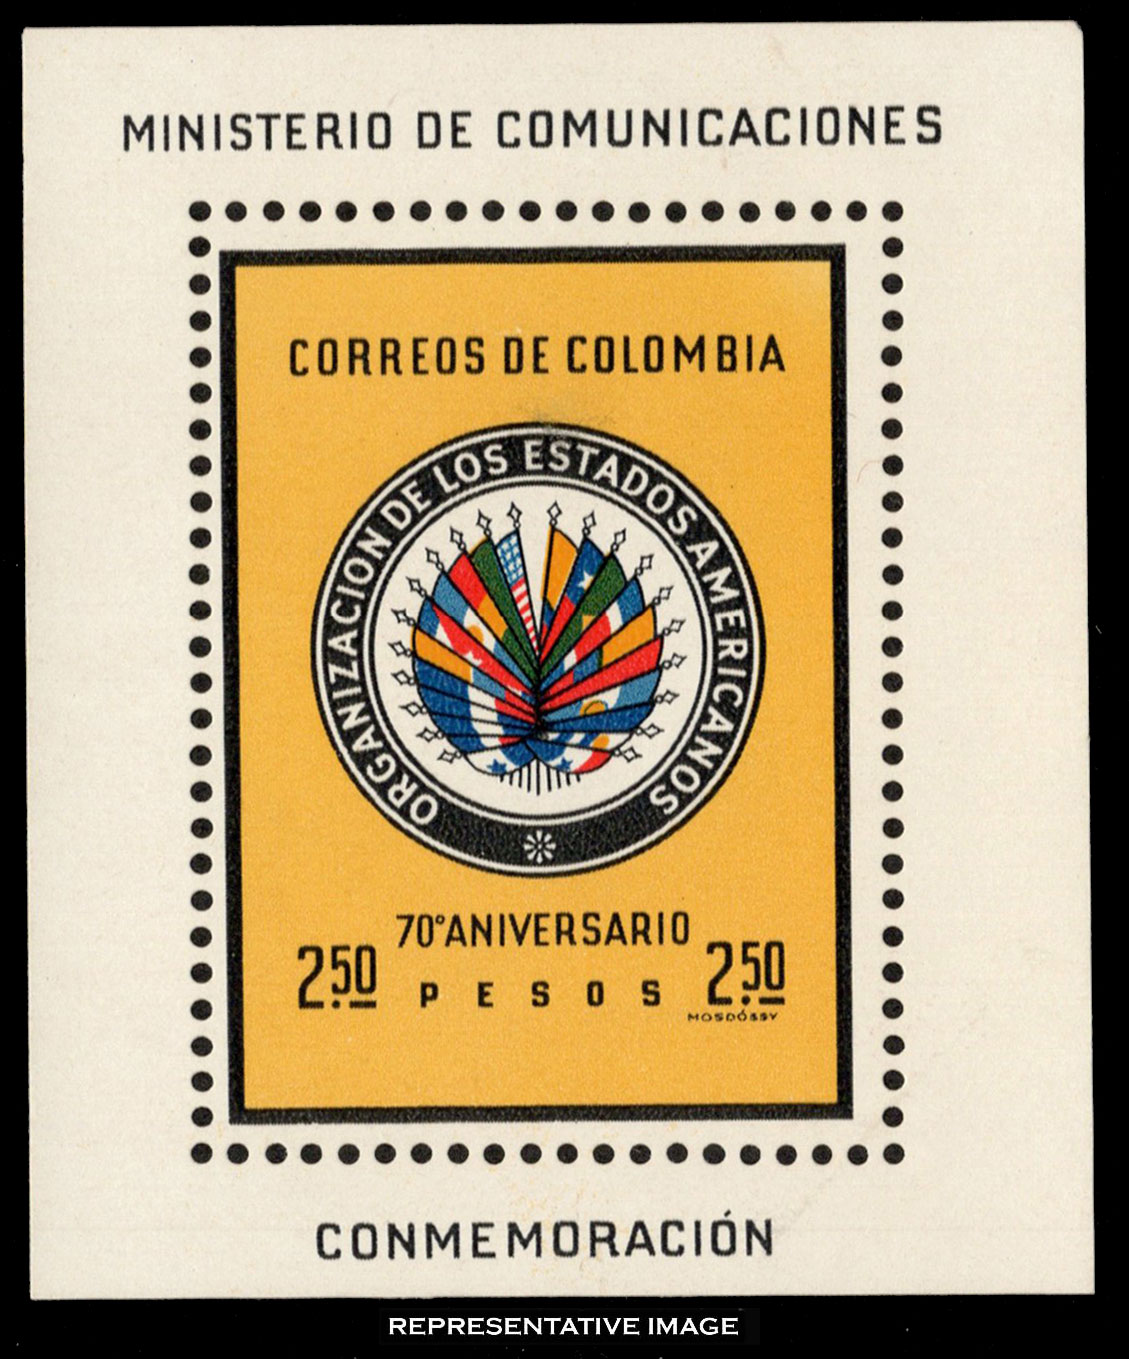 MINISTERIO DE COMUNICACIONES
CORREOS DE COLOMBIA
ORGANIZACION DE LOS ESTADOS AMERICANOS
70º ANIVERSARIO
2.50 PESOS 2.50
MOSDÓSSY
CONMEMORACIÓN
REPRESENTATIVE IMAGE